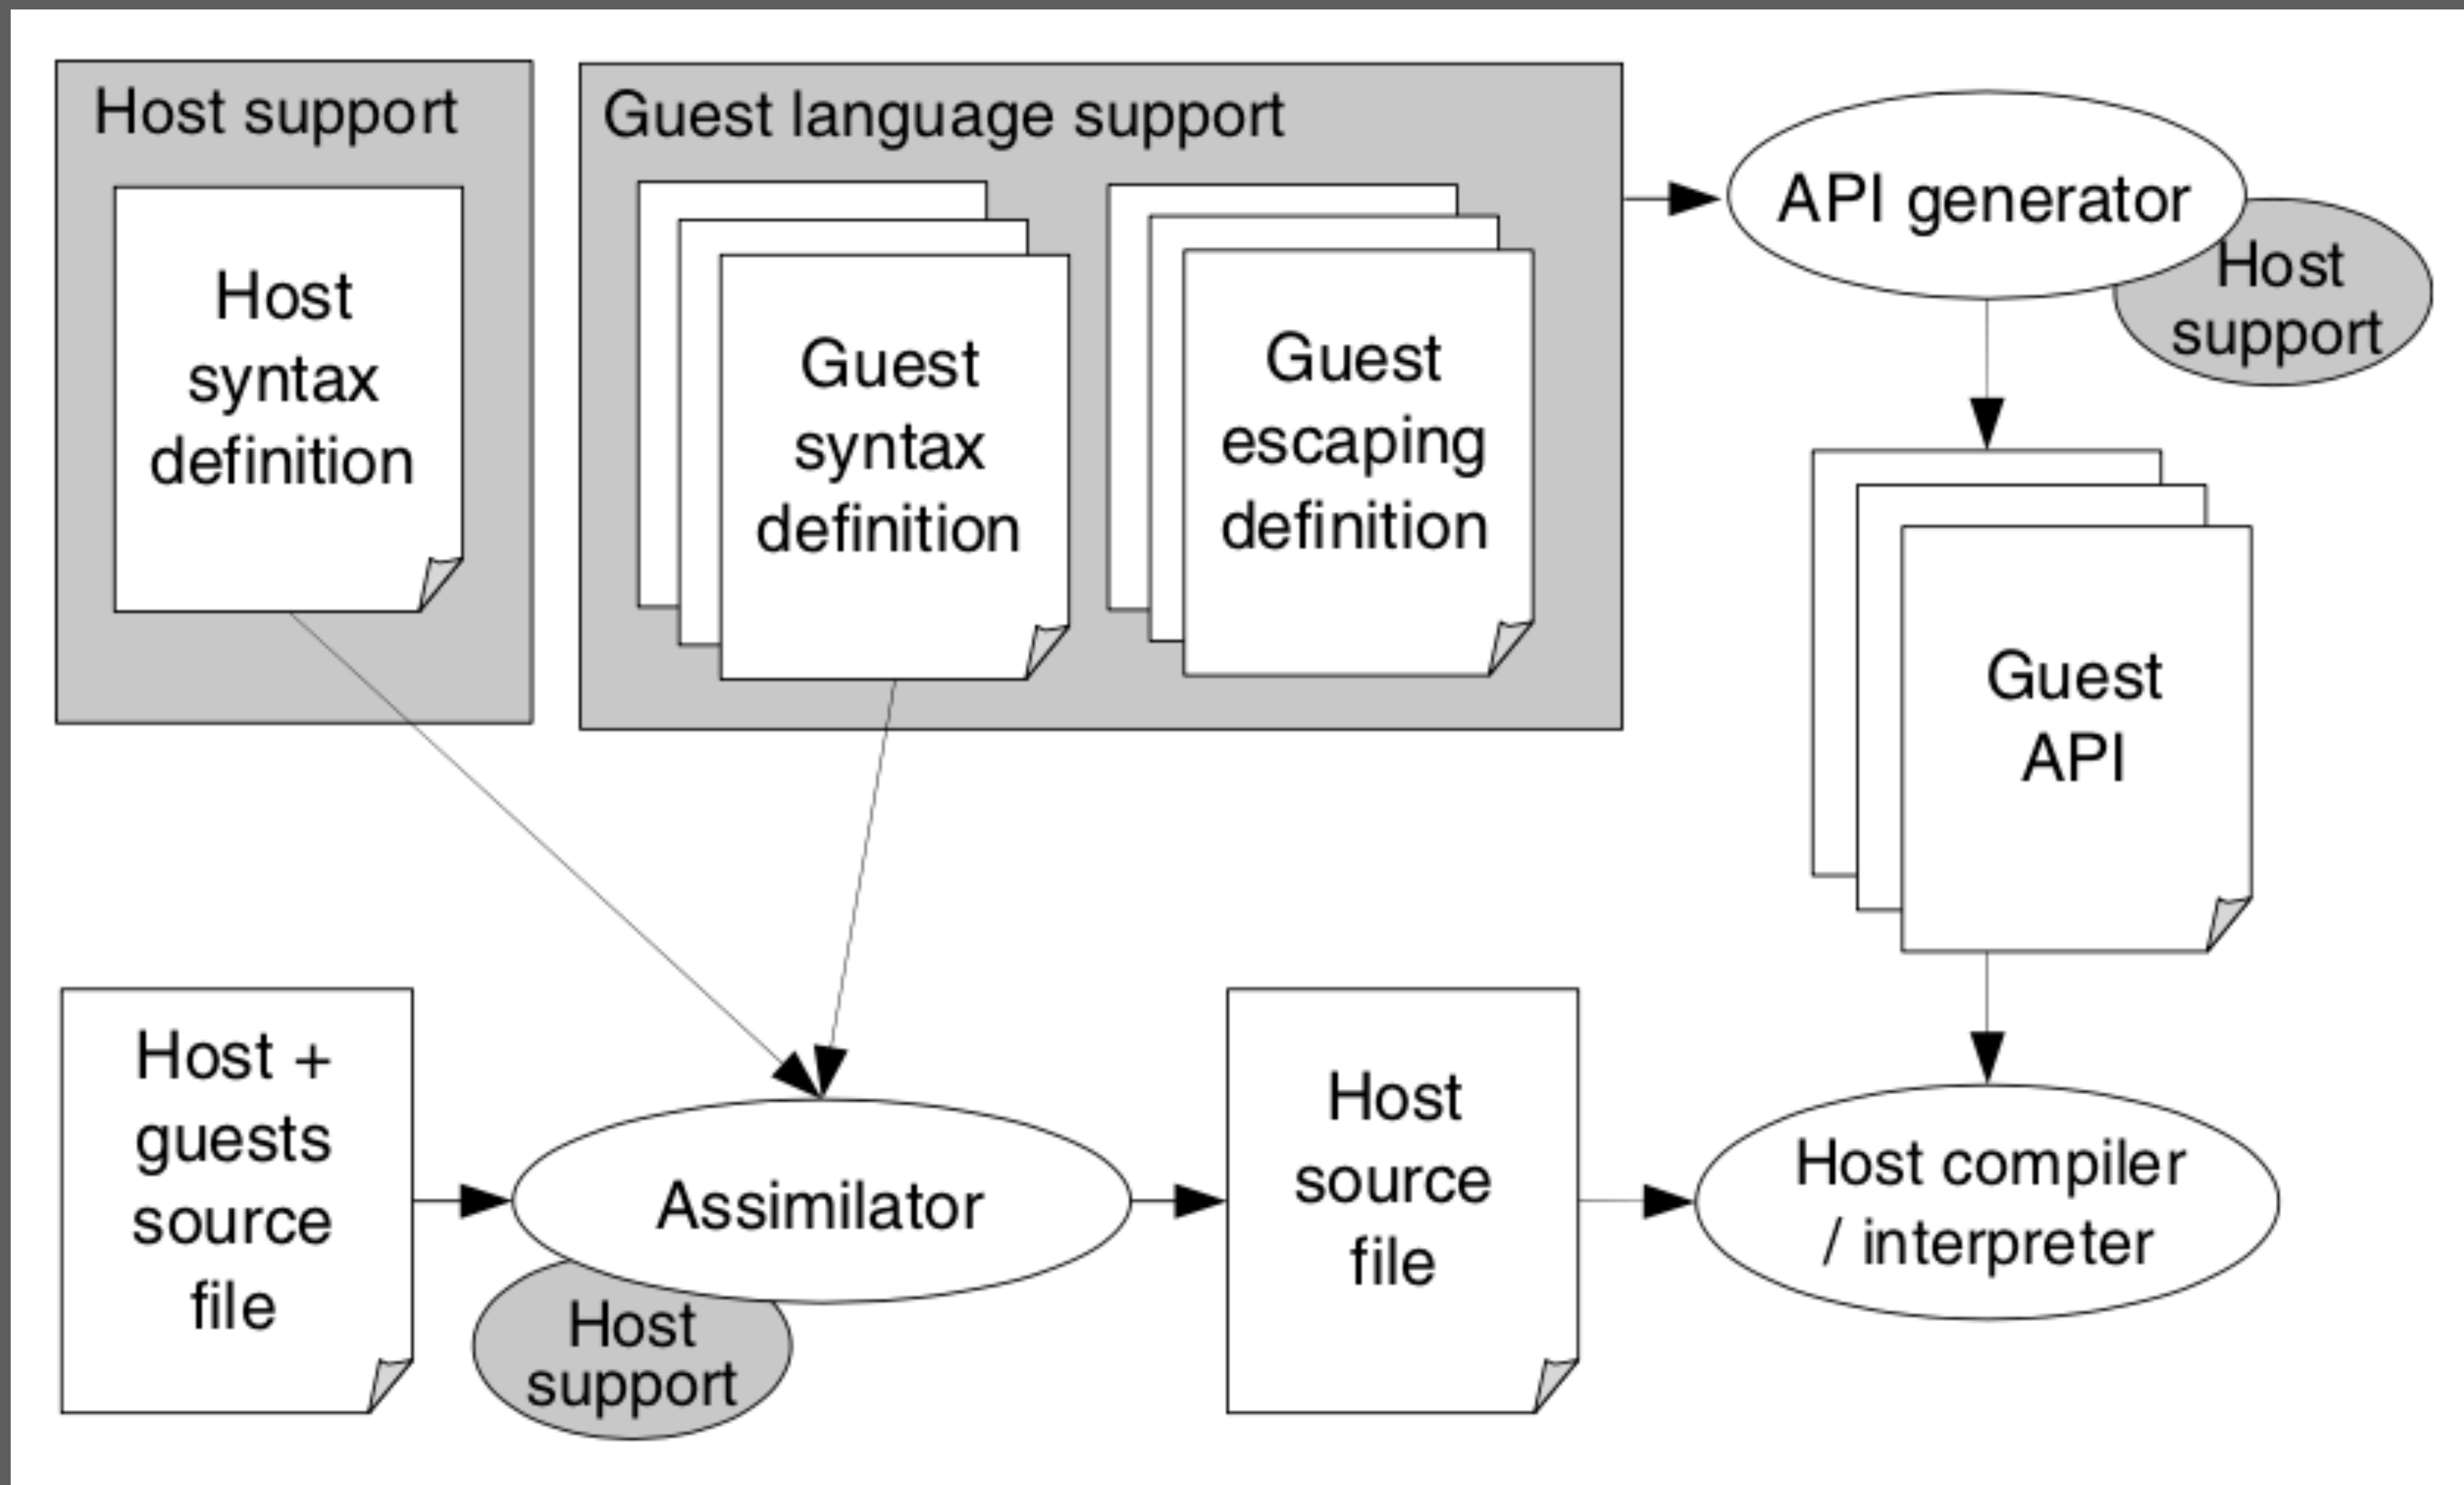 Host support
Host
syntax
definition
Guest language support
Guest
syntax
definition
Guest
escaping
definition
API generator
Host
support
Guest
API
Host +
guests
source
file
Assimilator
Host
support
Host
source
file
Host compiler
/ interpreter